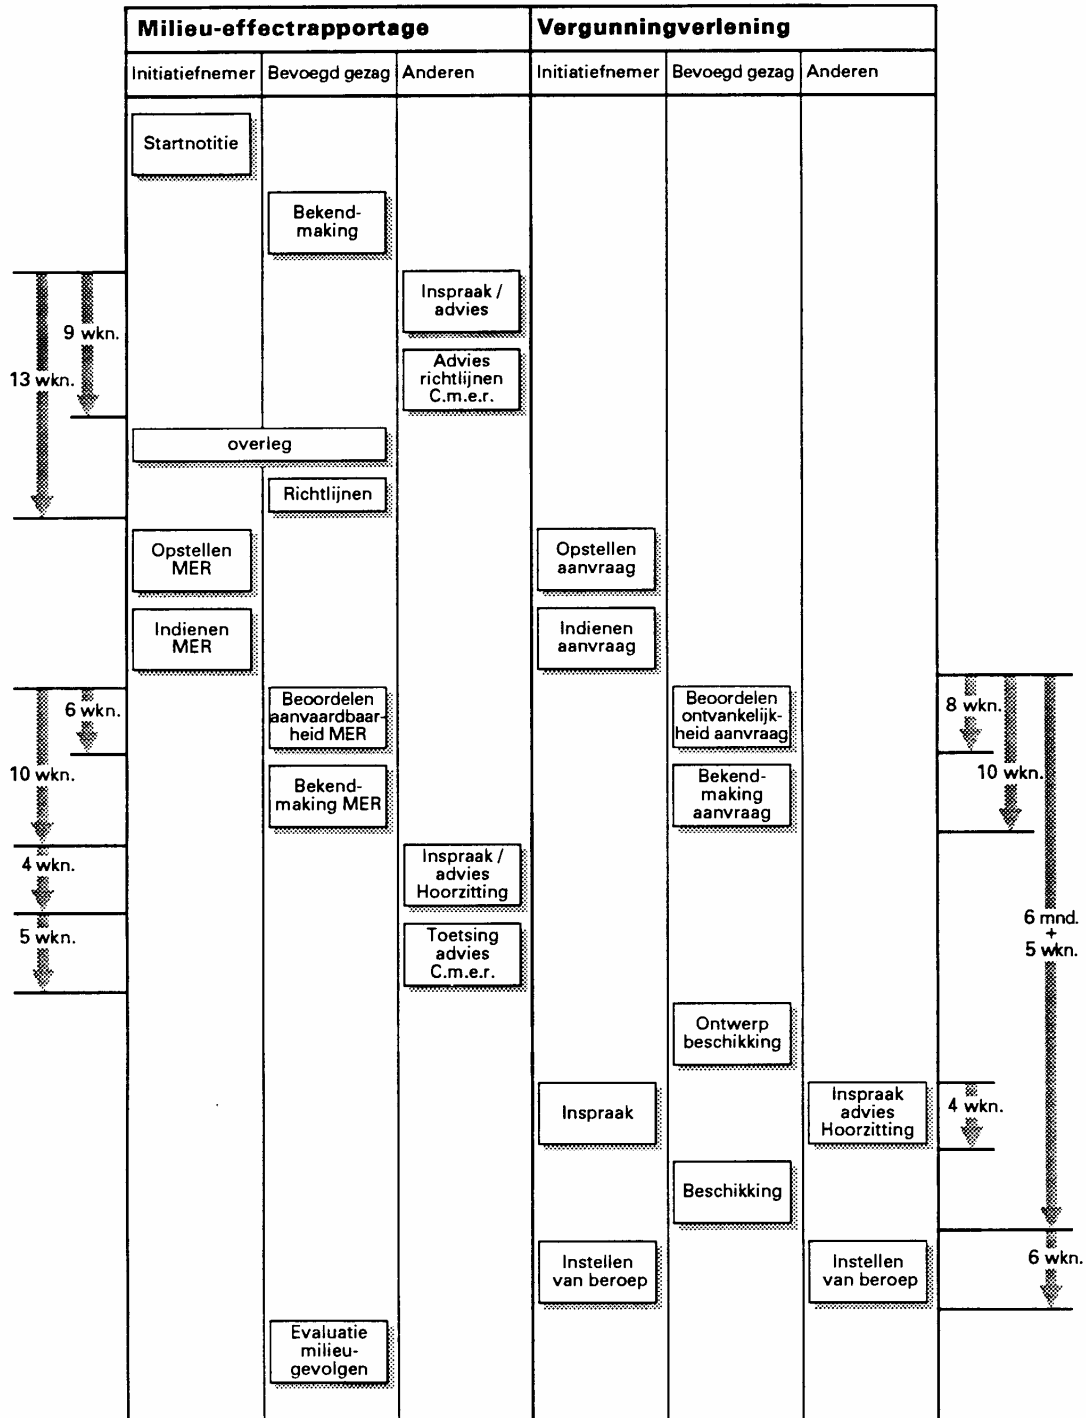 Milieu-effectrapportage
Vergunningverlening
Initiatiefnemer
Bevoegd gezag
Anderen
Initiatiefnemer
Bevoegd gezag
Anderen
Startnotitie
Bekend-
making
Inspraak /
advies
9 wkn.
13 wkn.
Advies
richtlijnen
C.m.e.r.
overleg
Richtlijnen
Opstellen
MER
Opstellen
aanvraag
Indienen
MER
Indienen
aanvraag
6 wkn.
Beoordelen
aanvaardbaar-
heid MER
Beoordelen
ontvankelijk-
heid aanvraag
8 wkn.
10 wkn.
Bekend-
making MER
Bekend-
making
aanvraag
10 wkn.
4 wkn.
Inspraak /
advies
Hoorzitting
5 wkn.
Toetsing
advies
C.m.e.r.
6 mnd.
+
5 wkn.
Ontwerp
beschikking
Inspraak
Inspraak
advies
Hoorzitting
4 wkn.
Beschikking
Instellen
van beroep
Instellen
van beroep
6 wkn.
Evaluatie
milieu-
gevolgen